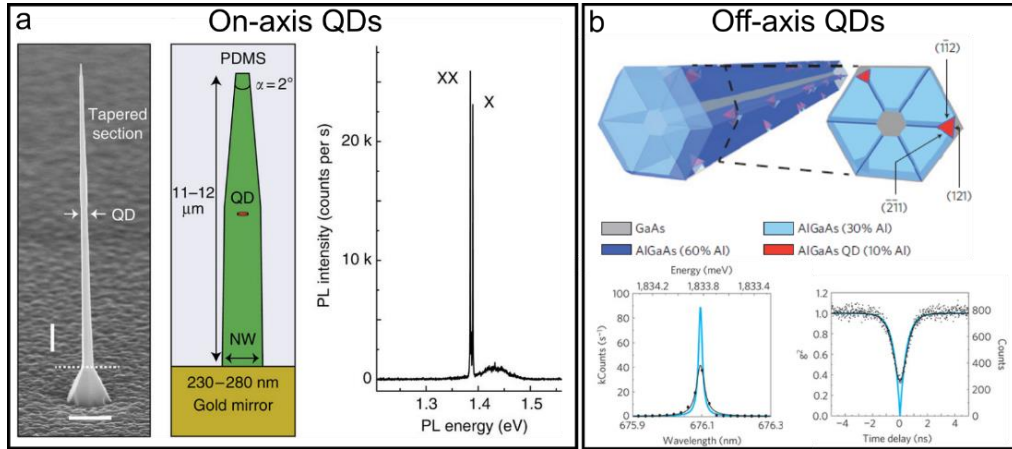 a
On-axis QDs
Tapered
section
QD
PDMS
α = 2°
11–12
μm
QD
NW
230–280 nm
Gold mirror
PL intensity (counts per s)
20 k
10 k
0
XX
X
1.3
1.4
1.5
PL energy (eV)
b
Off-axis QDs
(1̄1̄2)
(121)
(2̄1̄1)
GaAs
AlGaAs (30% Al)
AlGaAs (60% Al)
AlGaAs QD (10% Al)
Energy (meV)
1,834.2
1,833.8
1,833.4
kCounts (s⁻¹)
100
80
60
40
20
0
675.9
676.1
676.3
Wavelength (nm)
g²
1.2
1.0
0.8
0.6
0.4
0.2
0.0
800
600
400
200
0
Counts
−4
−2
0
2
4
Time delay (ns)